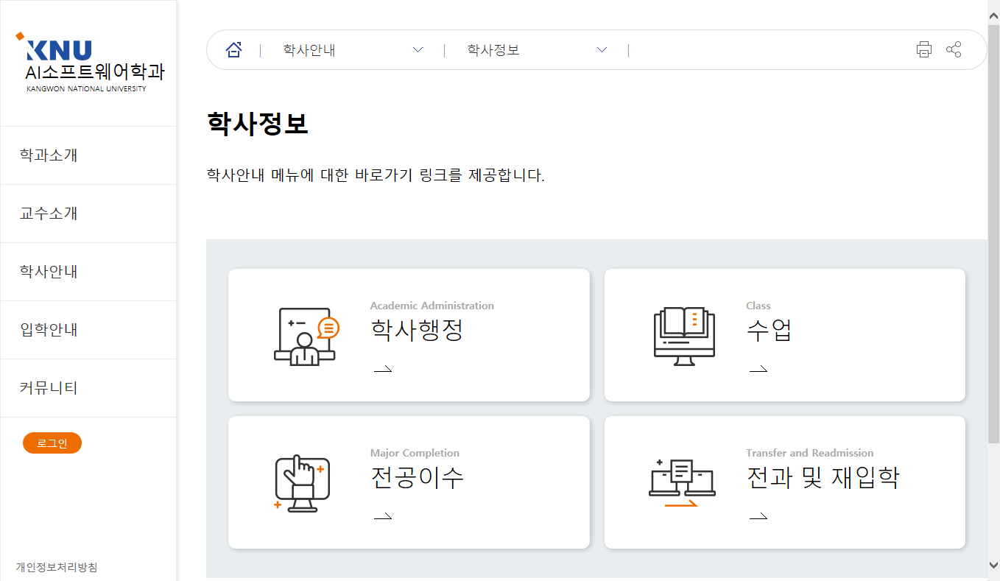 KNU
AI소프트웨어학과
KANGWON NATIONAL UNIVERSITY
학과소개
교수소개
학사안내
입학안내
커뮤니티
로그인
개인정보처리방침
학사안내
학사정보
학사정보
학사안내 메뉴에 대한 바로가기 링크를 제공합니다.
Academic Administration
학사행정
Class
수업
Major Completion
전공이수
Transfer and Readmission
전과 및 재입학